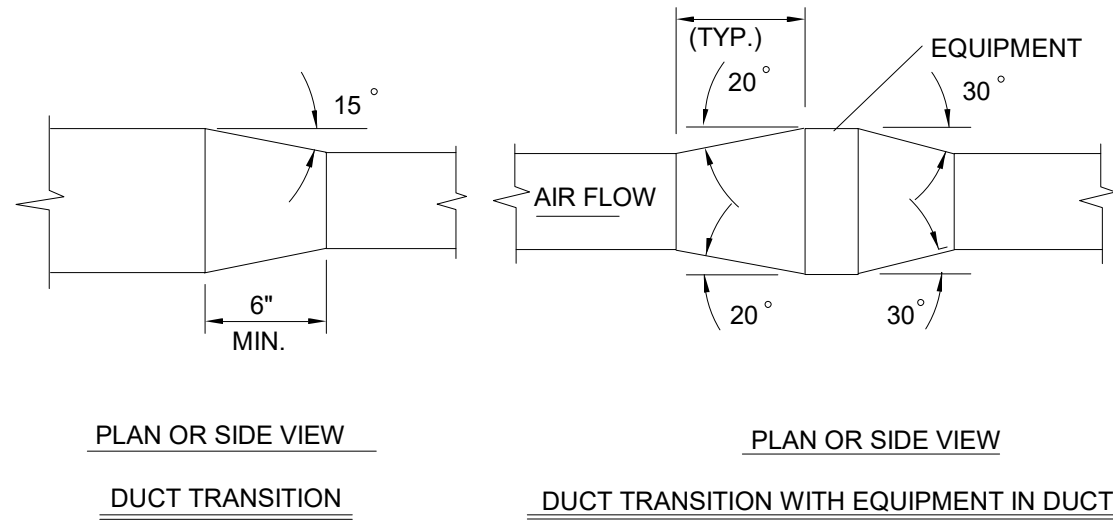 15 °
6"
MIN.
PLAN OR SIDE VIEW
DUCT TRANSITION
(TYP.)
20 °
EQUIPMENT
30 °
AIR FLOW
20 °
30 °
PLAN OR SIDE VIEW
DUCT TRANSITION WITH EQUIPMENT IN DUCT